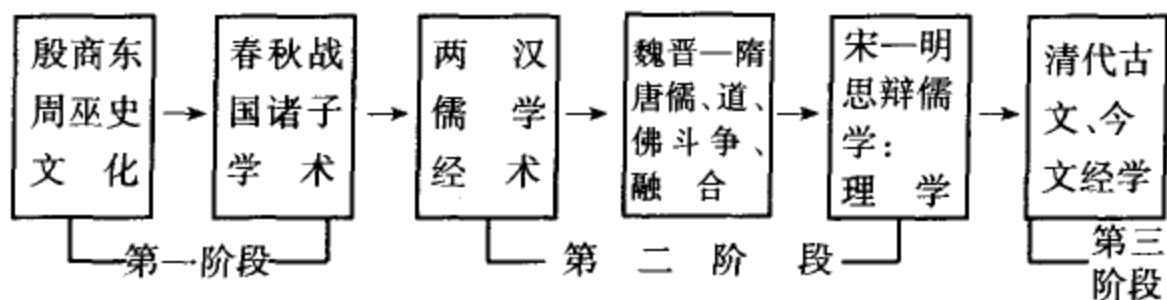 殷商东
周巫史
文化
春秋战
国诸子
学术
两汉
儒学
经术
魏晋—隋
唐儒、道、
佛斗争、
融合
宋—明
思辩儒
学：
理学
清代古
文、今
文经学
第一阶段
第二阶段
第三
阶段